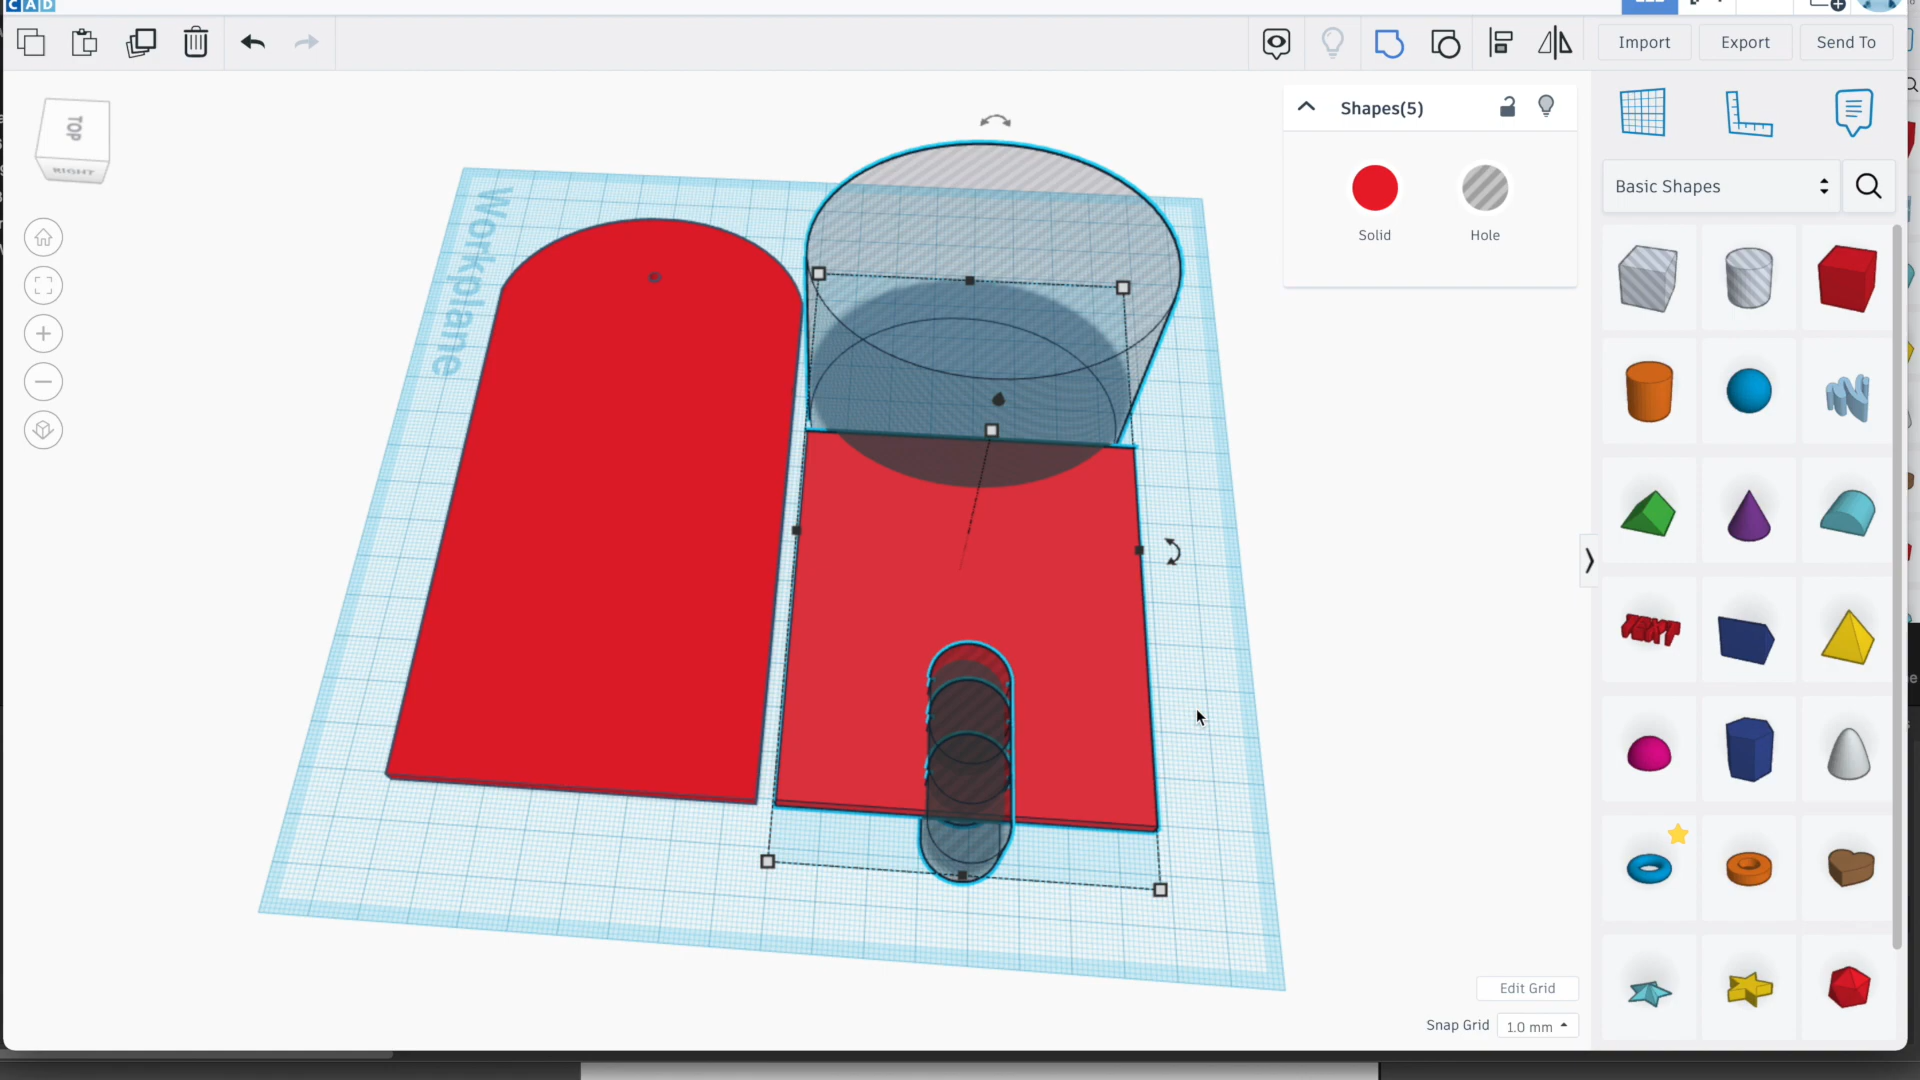 CAD
Import
Export
Send To
TOP
RIGHT
Workplane
Shapes(5)
Solid
Hole
Basic Shapes
TEXT
Edit Grid
Snap Grid
1.0 mm